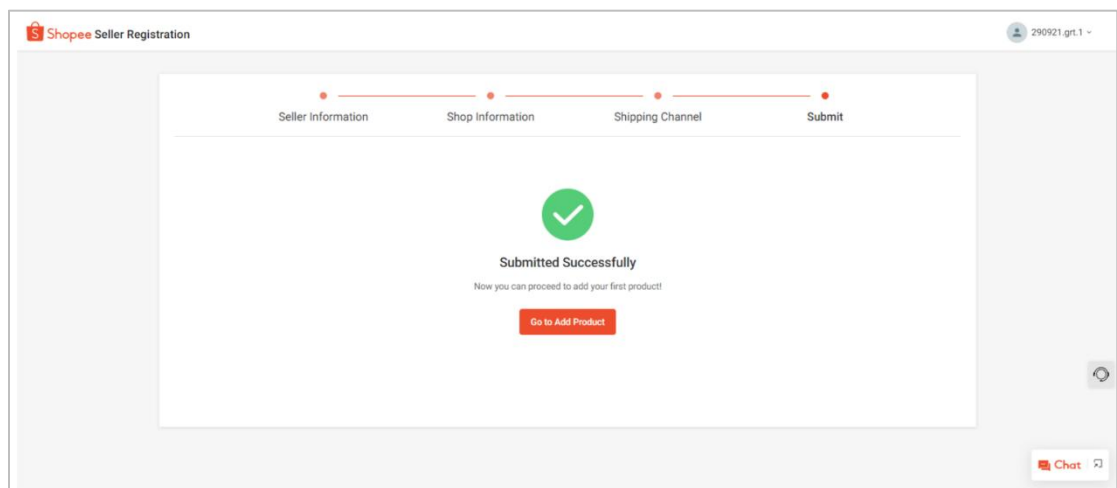 Shopee Seller Registration
290921.grt.1
Seller Information
Shop Information
Shipping Channel
Submit
Submitted Successfully
Now you can proceed to add your first product!
Go to Add Product
Chat